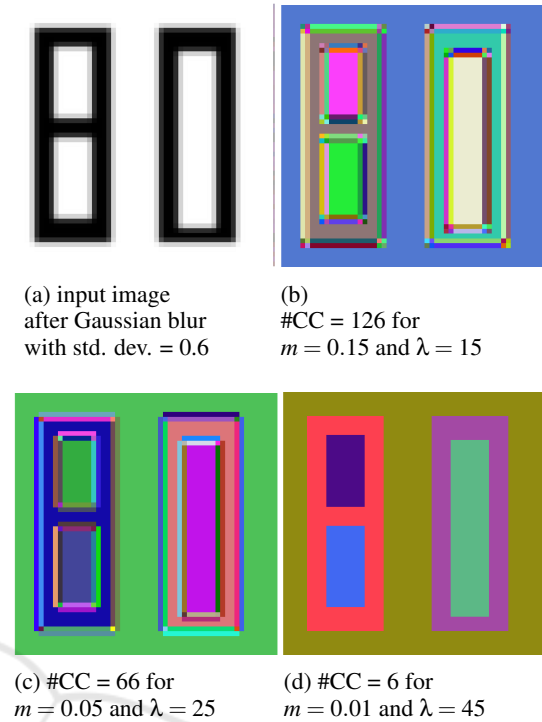 (a) input image
after Gaussian blur
with std. dev. = 0.6
(b)
#CC = 126 for
m = 0.15 and λ = 15
(c) #CC = 66 for
m = 0.05 and λ = 25
(d) #CC = 6 for
m = 0.01 and λ = 45